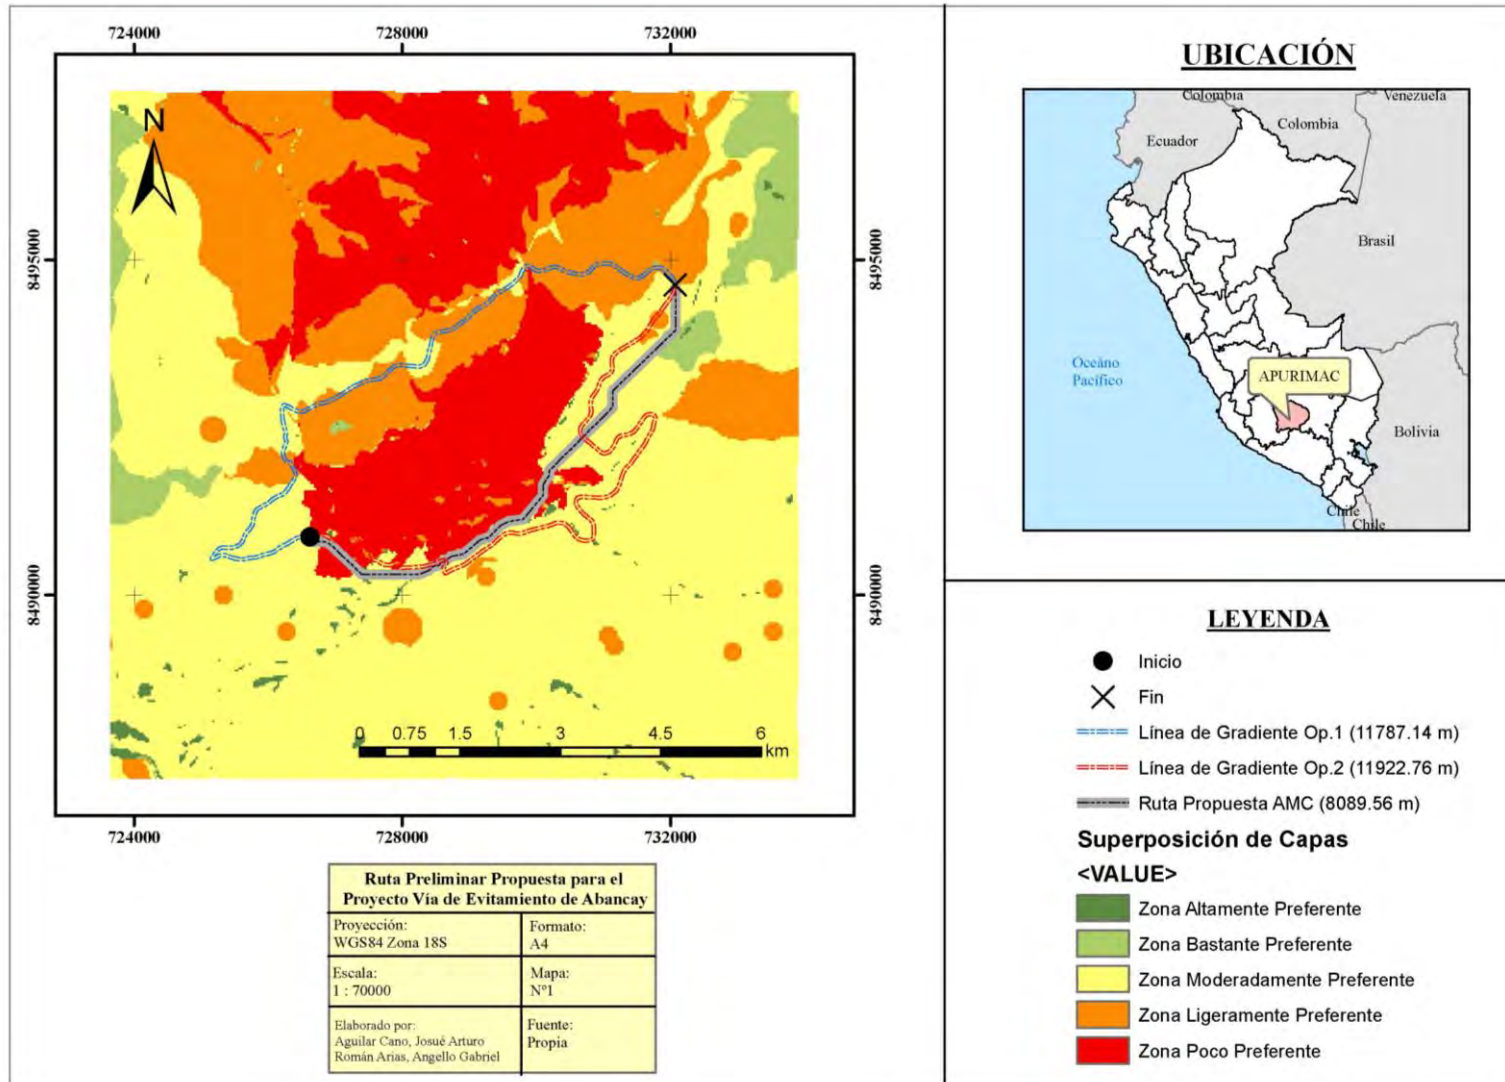 724000 728000 732000
N
8495000 8495000
8490000 8490000
0 0.75 1.5 3 4.5 6
km
724000 728000 732000
Ruta Preliminar Propuesta para el
Proyecto Vía de Evitamiento de Abancay
Proyección:
WGS84 Zona 18S
Formato:
A4
Escala:
1 : 70000
Mapa:
Nº1
Elaborado por:
Aguilar Cano, Josué Arturo
Román Arias, Angello Gabriel
Fuente:
Propia
UBICACIÓN
Colombia
Venezuela
Ecuador
Colombia
Brasil
Oceáno
Pacífico
APURIMAC
Bolivia
Chile
Chile
LEYENDA
Inicio
Fin
Línea de Gradiente Op.1 (11787.14 m)
Línea de Gradiente Op.2 (11922.76 m)
Ruta Propuesta AMC (8089.56 m)
Superposición de Capas
<VALUE>
Zona Altamente Preferente
Zona Bastante Preferente
Zona Moderadamente Preferente
Zona Ligeramente Preferente
Zona Poco Preferente